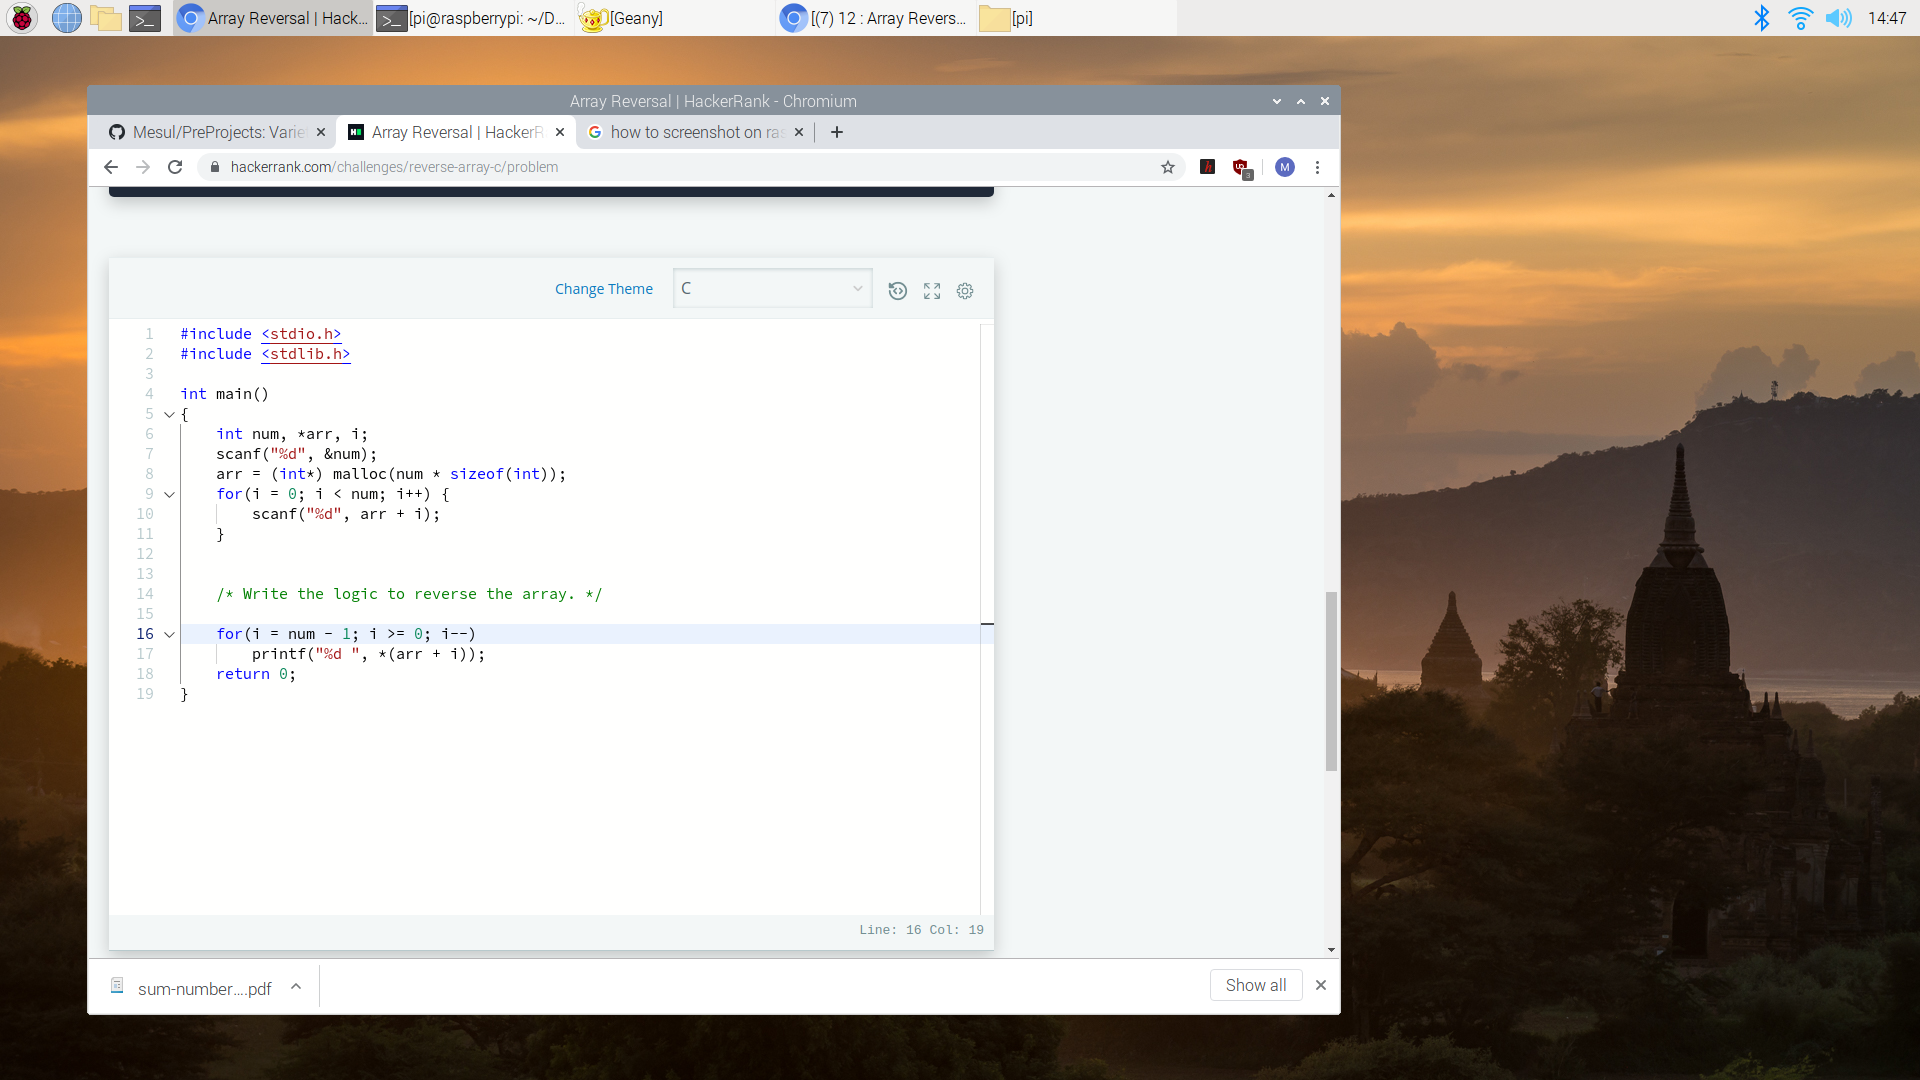 Array Reversal | Hack... [pi@raspberrypi: ~/D... [Geany] [(7) 12 : Array Revers... [pi] 14:47
Array Reversal | HackerRank - Chromium
Mesul/PreProjects: Varie Array Reversal | HackerR how to screenshot on ras
hackerrank.com/challenges/reverse-array-c/problem M
3
Change Theme C
1 #include <stdio.h>
2 #include <stdlib.h>
3
4 int main()
5 {
6 int num, *arr, i;
7 scanf("%d", &num);
8 arr = (int*) malloc(num * sizeof(int));
9 for(i = 0; i < num; i++) {
10 scanf("%d", arr + i);
11 }
12
13
14 /* Write the logic to reverse the array. */
15
16 for(i = num - 1; i >= 0; i--)
17 printf("%d ", *(arr + i));
18 return 0;
19 }
Line: 16 Col: 19
sum-number....pdf Show all